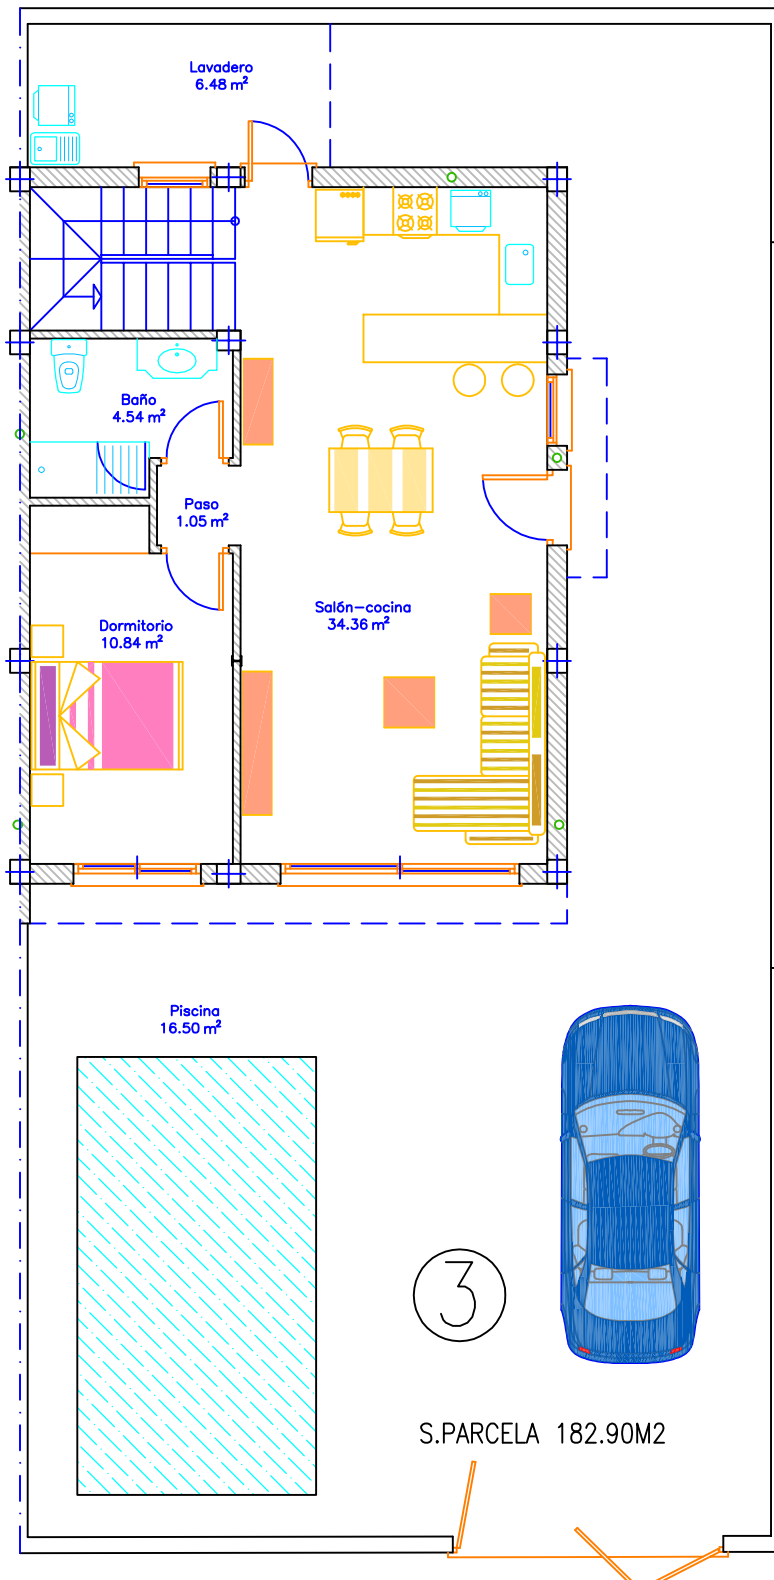 Lavadero
6.48 m²
Baño
4.54 m²
Paso
1.05 m²
Salón-cocina
34.36 m²
Dormitorio
10.84 m²
Piscina
16.50 m²
3
S.PARCELA 182.90M2